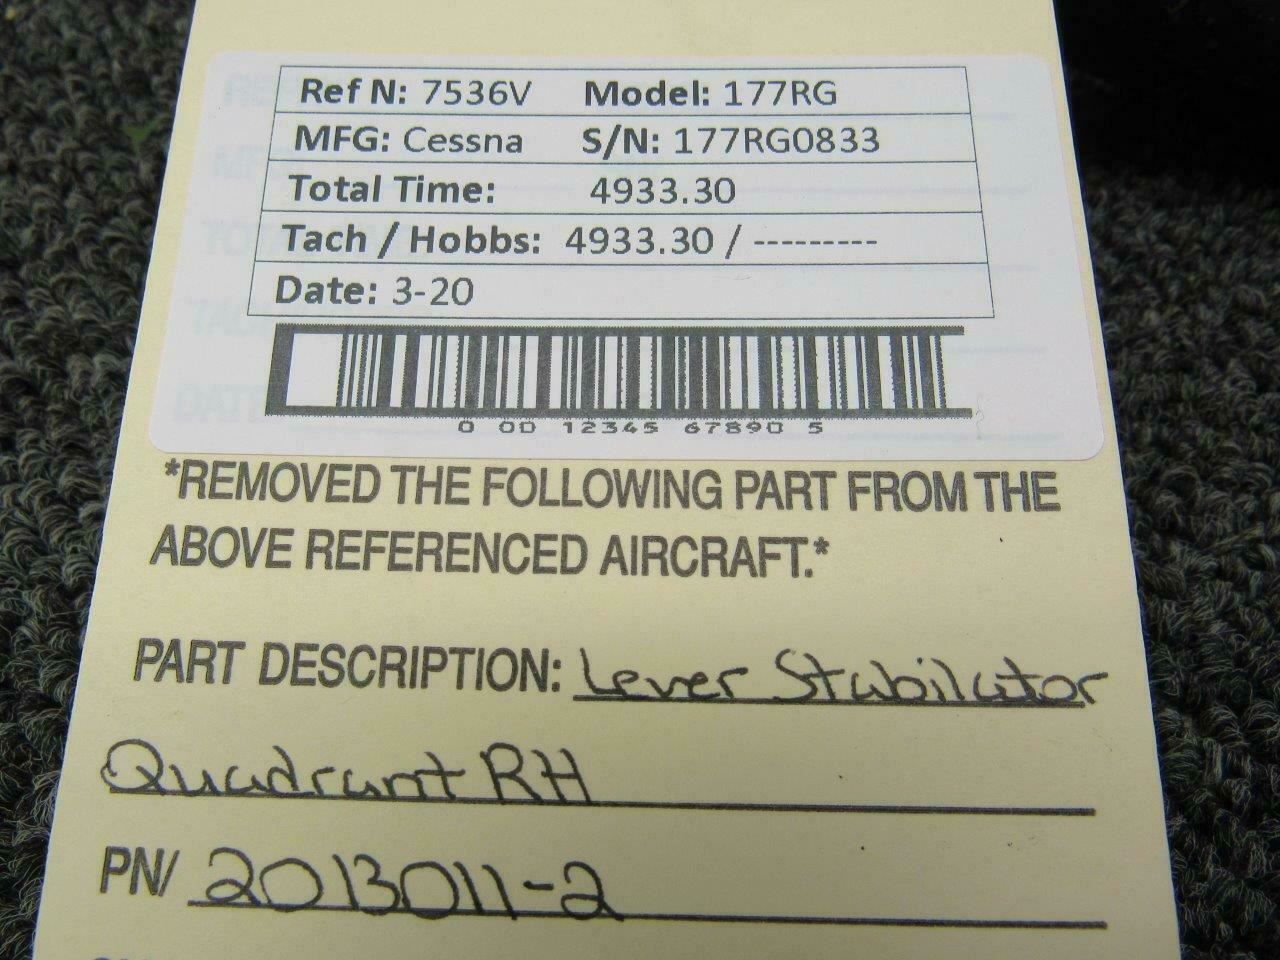 Ref N: 7536V Model: 177RG
MFG: Cessna S/N: 177RG0833
Total Time: 4933.30
Tach / Hobbs: 4933.30 / ---------
Date: 3-20
0 00 12345 67890 5
*REMOVED THE FOLLOWING PART FROM THE
ABOVE REFERENCED AIRCRAFT.*
PART DESCRIPTION: Lever Stabilator
Quadrant RH
PN/ 2013011-2